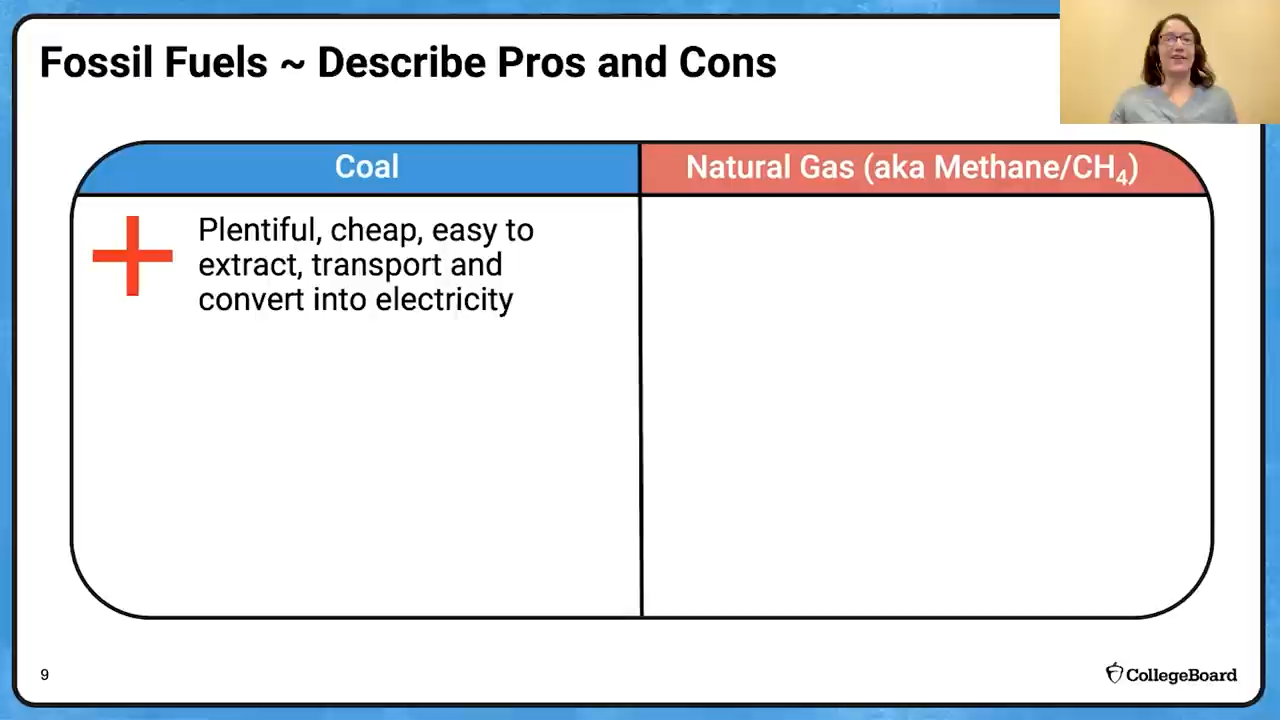 Fossil Fuels ~ Describe Pros and Cons
Coal
Natural Gas (aka Methane/CH₄)
Plentiful, cheap, easy to
extract, transport and
convert into electricity
9
CollegeBoard